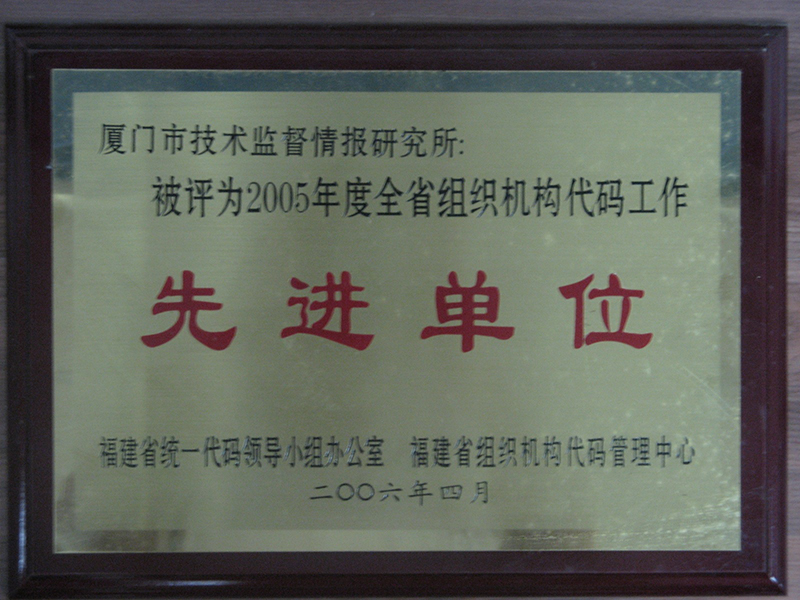 厦门市技术监督情报研究所:
被评为2005年度全省组织机构代码工作
先进单位
福建省统一代码领导小组办公室 福建省组织机构代码管理中心
二〇〇六年四月